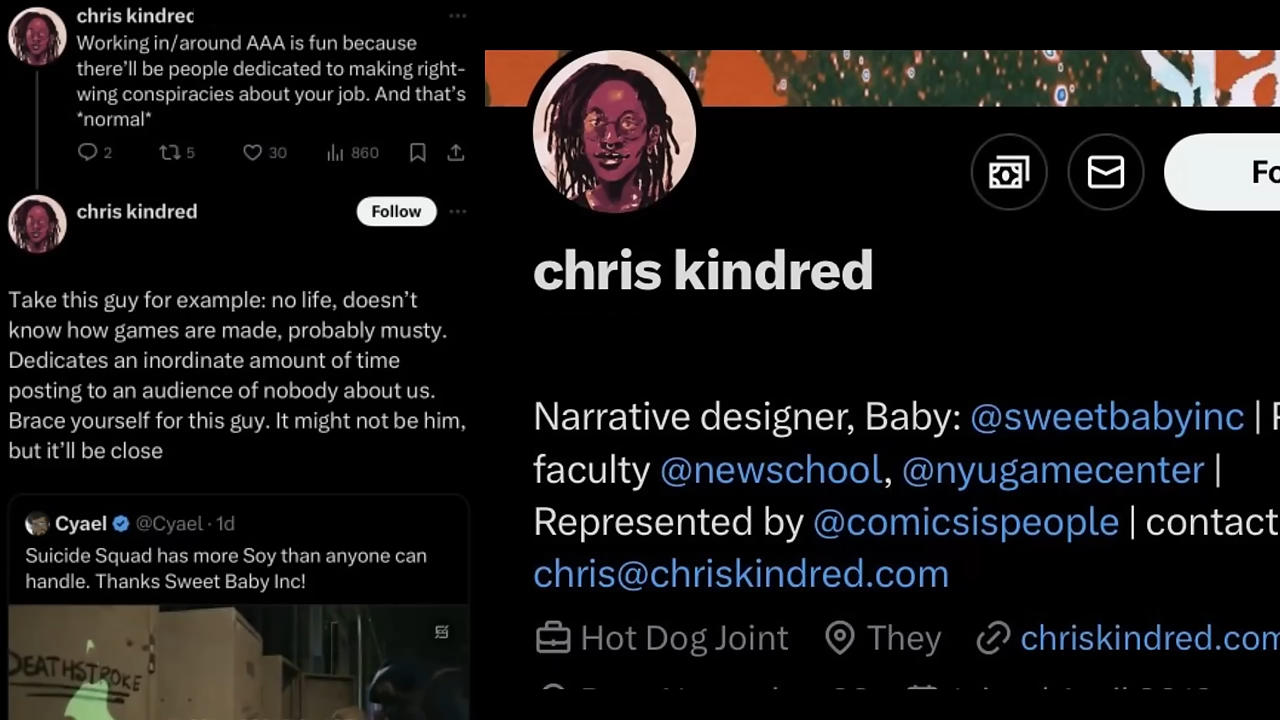 chris kindred
Working in/around AAA is fun because
there'll be people dedicated to making right-
wing conspiracies about your job. And that's
*normal*
2 5 30 860
chris kindred
Follow
Take this guy for example: no life, doesn't
know how games are made, probably musty.
Dedicates an inordinate amount of time
posting to an audience of nobody about us.
Brace yourself for this guy. It might not be him,
but it'll be close
Cyael @Cyael · 1d
Suicide Squad has more Soy than anyone can
handle. Thanks Sweet Baby Inc!
DEATHSTROKE
Fo
chris kindred
Narrative designer, Baby: @sweetbabyinc |
faculty @newschool, @nyugamecenter |
Represented by @comicsispeople | contact
chris@chriskindred.com
Hot Dog Joint They chriskindred.com